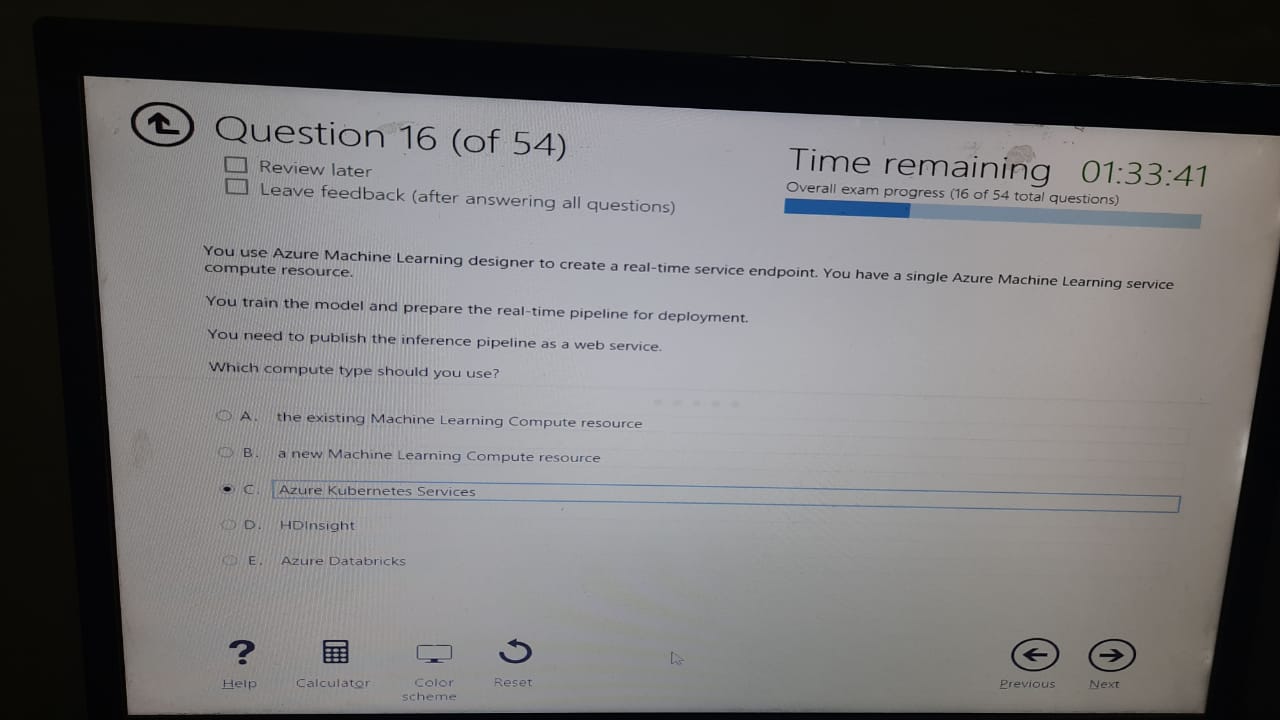 Question 16 (of 54)
Review later
Leave feedback (after answering all questions)
Time remaining 01:33:41
Overall exam progress (16 of 54 total questions)
You use Azure Machine Learning designer to create a real-time service endpoint. You have a single Azure Machine Learning service
compute resource.
You train the model and prepare the real-time pipeline for deployment.
You need to publish the inference pipeline as a web service.
Which compute type should you use?
A. the existing Machine Learning Compute resource
B. a new Machine Learning Compute resource
C. Azure Kubernetes Services
D. HDInsight
E. Azure Databricks
? 
Help
Calculator
Color
scheme
Reset
Previous
Next